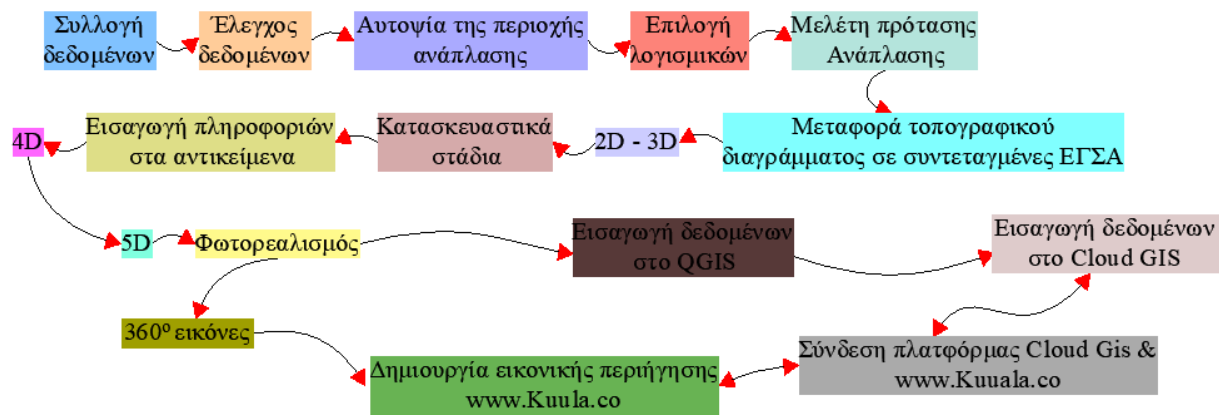 Συλλογή
δεδομένων
Έλεγχος
δεδομένων
Αυτοψία της περιοχής
ανάπλασης
Επιλογή
λογισμικών
Μελέτη πρότασης
Ανάπλασης
Μεταφορά τοπογραφικού
διαγράμματος σε συντεταγμένες ΕΓΣΑ
2D - 3D
Κατασκευαστικά
στάδια
Εισαγωγή πληροφοριών
στα αντικείμενα
4D
5D
Φωτορεαλισμός
Εισαγωγή δεδομένων
στο QGIS
Εισαγωγή δεδομένων
στο Cloud GIS
360º εικόνες
Δημιουργία εικονικής περιήγησης
www.Kuula.co
Σύνδεση πλατφόρμας Cloud Gis &
www.Kuuala.co